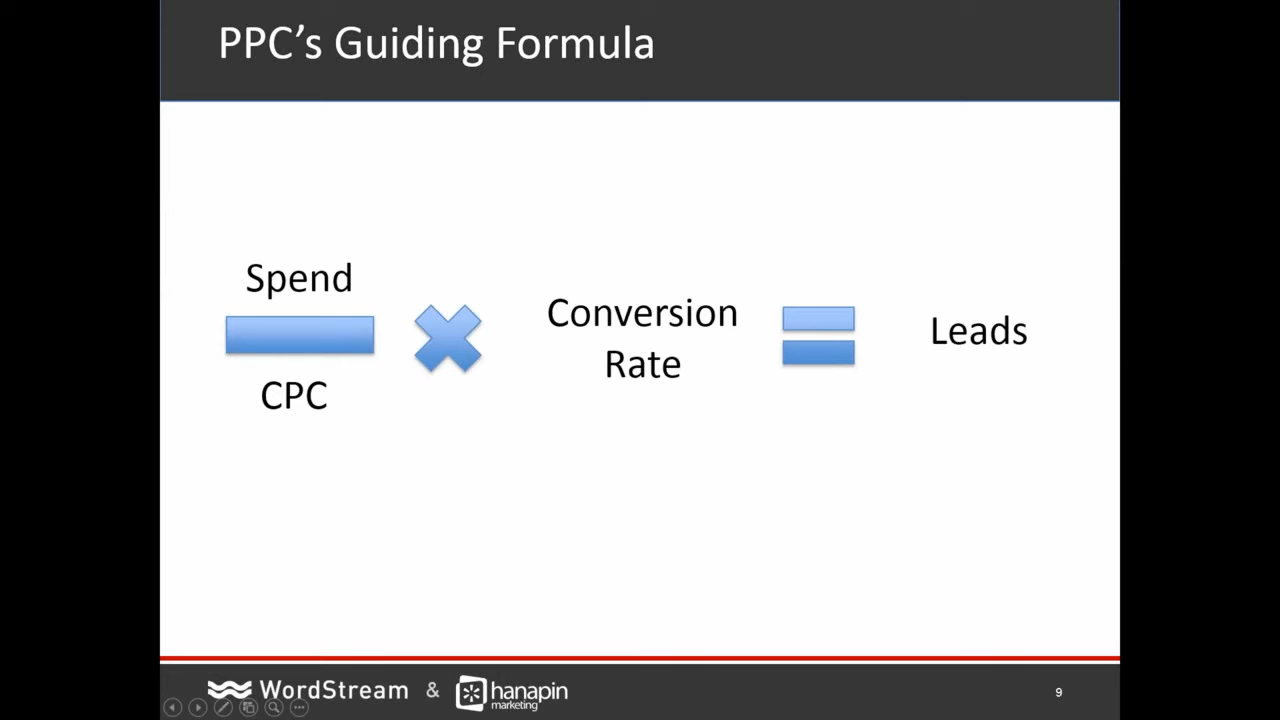 PPC's Guiding Formula
Spend
CPC
Conversion
Rate
Leads
WordStream & hanapin
marketing
9